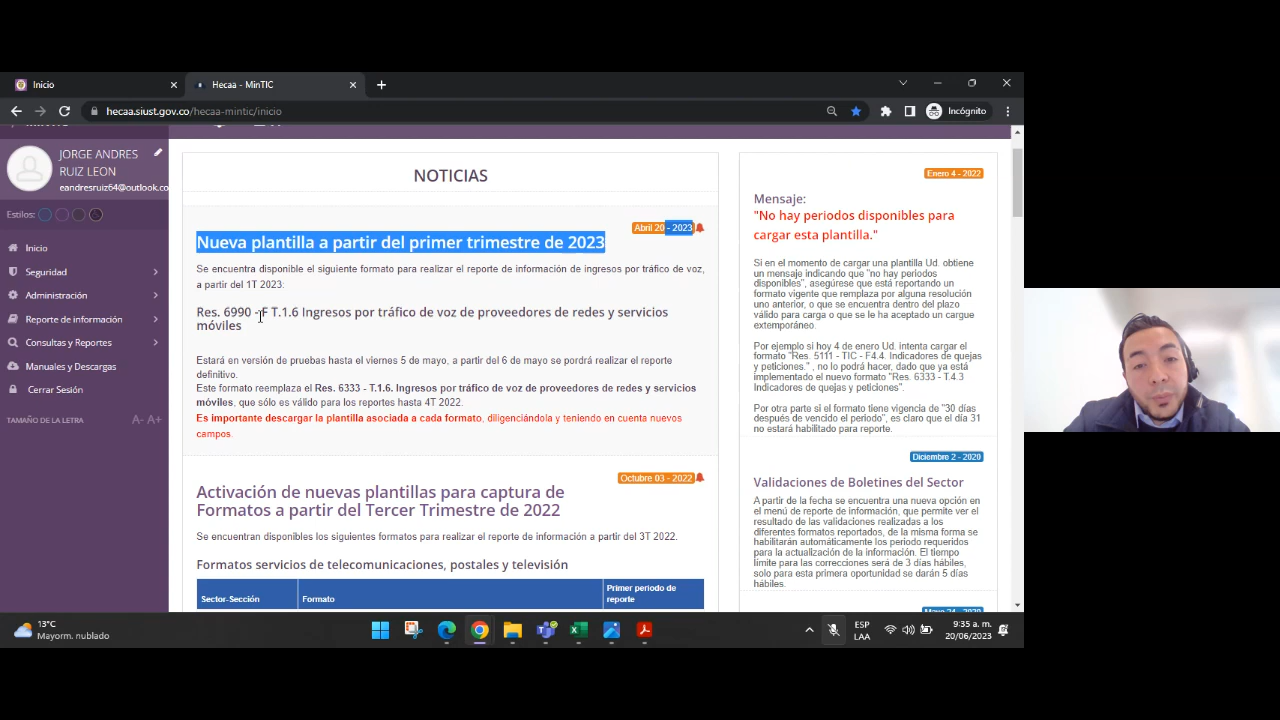 Inicio
Hecaa - MinTIC
hecaa.siust.gov.co/hecaa-mintic/inicio
Incógnito
JORGE ANDRES
RUIZ LEON
eandresruiz64@outlook.co
Estilos:
Inicio
Seguridad
Administración
Reporte de información
Consultas y Reportes
Manuales y Descargas
Cerrar Sesión
TAMAÑO DE LA LETRA A- A+
NOTICIAS
Abril 20 - 2023
Nueva plantilla a partir del primer trimestre de 2023
Se encuentra disponible el siguiente formato para realizar el reporte de información de ingresos por tráfico de voz,
a partir del 1T 2023:
Res. 6990 - F T.1.6 Ingresos por tráfico de voz de proveedores de redes y servicios
móviles
Estará en versión de pruebas hasta el viernes 5 de mayo, a partir del 6 de mayo se pordrá realizar el reporte
definitivo.
Este formato reemplaza el Res. 6333 - T.1.6. Ingresos por tráfico de voz de proveedores de redes y servicios
móviles, que sólo es válido para los reportes hasta 4T 2022.
Es importante descargar la plantilla asociada a cada formato, diligenciándola y teniendo en cuenta nuevos
campos.
Octubre 03 - 2022
Activación de nuevas plantillas para captura de
Formatos a partir del Tercer Trimestre de 2022
Se encuentran disponibles los siguientes formatos para realizar el reporte de información a partir del 3T 2022.
Formatos servicios de telecomunicaciones, postales y televisión
Sector-Sección Formato Primer periodo de
reporte
Enero 4 - 2022
Mensaje:
"No hay periodos disponibles para
cargar esta plantilla."
Si en el momento de cargar una plantilla Ud. obtiene
un mensaje indicando que "no hay periodos
disponibles", asegúrese que está reportando un
formato vigente que remplaza por alguna resolución
uno anterior, o que se encuentra dentro del plazo
válido para carga o que se le ha aceptado un cargue
extemporáneo.
Por ejemplo si hoy 4 de enero Ud. intenta cargar el
formato "Res. 5111 - TIC - F4.4. Indicadores de quejas
y peticiones." , no lo podrá hacer, dado que ya está
implementado el nuevo formato "Res. 6333 - T.4.3
Indicadores de quejas y peticiones".
Por otra parte si el formato tiene vigencia de "30 días
después de vencido el periodo", es claro que el día 31
no estará habilitado para reporte.
Diciembre 2 - 2020
Validaciones de Boletines del Sector
A partir de la fecha se encuentra una nueva opción en
el menú de reporte de información, que permite ver el
resultado de las validaciones realizadas a los
diferentes formatos reportados, de la misma forma se
habilitarán automáticamente los periodo requeridos
para la actualización de la información. El tiempo
límite para las correcciones será de 3 días hábiles,
solo para esta primera oportunidad se darán 5 días
hábiles.
13°C
Mayorm. nublado
ESP
LAA
9:35 a. m.
20/06/2023